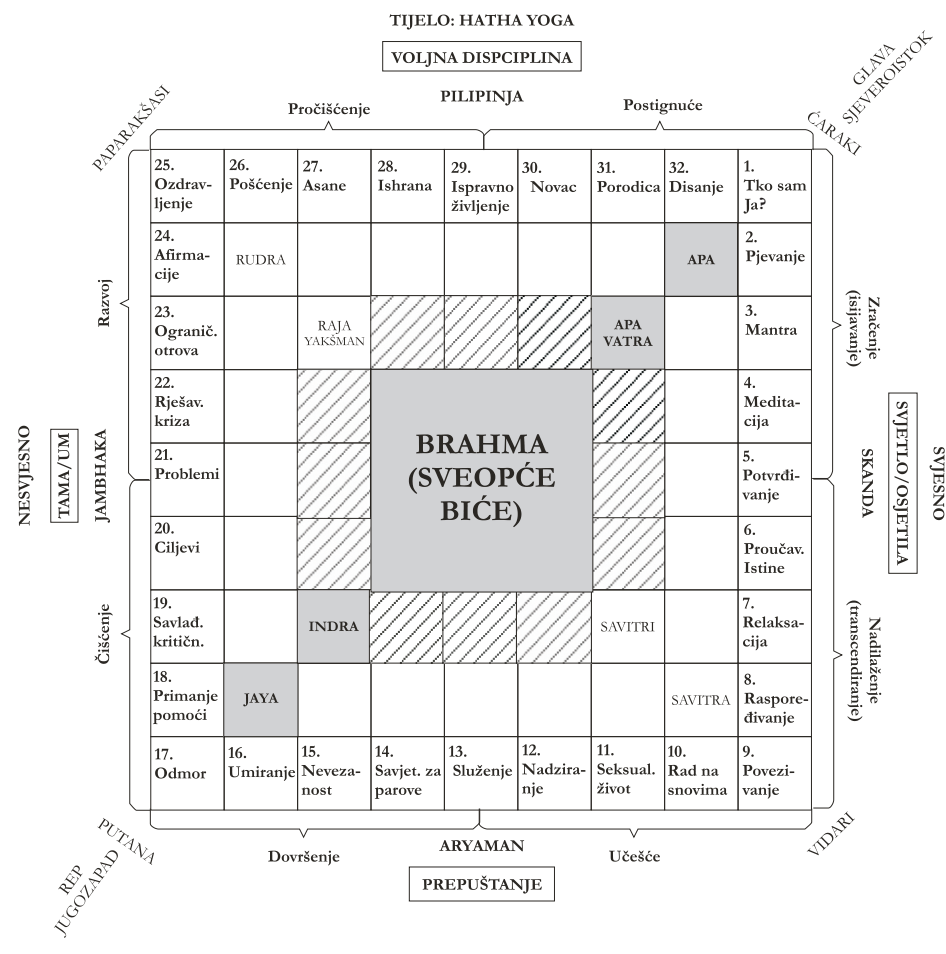 TIJELO: HATHA YOGA
VOLJNA DISPCIPLINA
PILIPINJA
Pročišćenje
Postignuće
PAPARAKŠASI
GLAVA
SJEVEROISTOK
ĆARAKI
25.
Ozdrav-
ljenje
26.
Pošćenje
27.
Asane
28.
Ishrana
29.
Ispravno
življenje
30.
Novac
31.
Porodica
32.
Disanje
1.
Tko sam
Ja?
24.
Afirma-
cije
RUDRA
APA
2.
Pjevanje
23.
Ogranič.
otrova
RAJA
YAKŠMAN
APA
VATRA
3.
Mantra
22.
Rješav.
kriza
4.
Medita-
cija
21.
Problemi
BRAHMA
(SVEOPĆE
BIĆE)
5.
Potvrđi-
vanje
20.
Ciljevi
6.
Proučav.
Istine
19.
Savlad.
kritičn.
INDRA
SAVITRI
7.
Relaksa-
cija
18.
Primanje
pomoći
JAYA
SAVITRA
8.
Raspore-
đivanje
17.
Odmor
16.
Umiranje
15.
Neveza-
nost
14.
Savjet. za
parove
13.
Služenje
12.
Nadzira-
nje
11.
Seksual.
život
10.
Rad na
snovima
9.
Povezi-
vanje
Razvoj
Čišćenje
NESVJESNO
TAMA/UM
JAMBHAKA
Zračenje
(isijavanje)
Nadilaženje
(transcendiranje)
SKANDA
SVJETLO/OSJETILA
SVJESNO
PUTANA
REP
JUGOZAPAD
VIDARI
Dovršenje
ARYAMAN
Učešće
PREPUŠTANJE